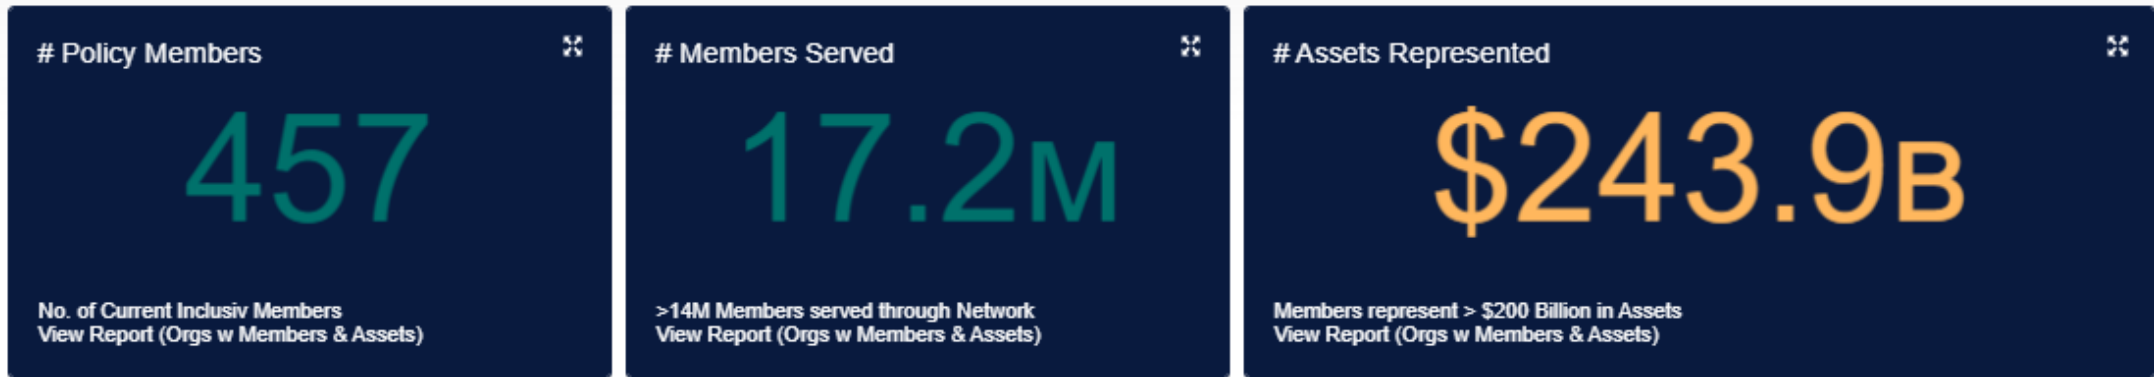 # Policy Members
457
No. of Current Inclusiv Members
View Report (Orgs w Members & Assets)
# Members Served
17.2M
>14M Members served through Network
View Report (Orgs w Members & Assets)
# Assets Represented
$243.9B
Members represent > $200 Billion in Assets
View Report (Orgs w Members & Assets)